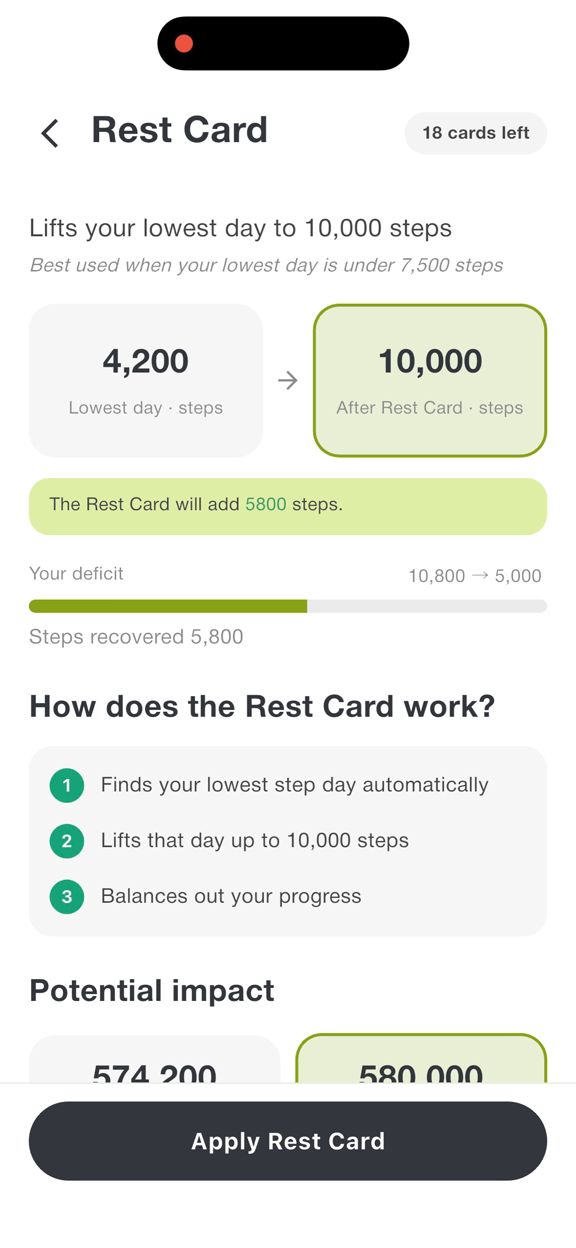 Rest Card
18 cards left
Lifts your lowest day to 10,000 steps
Best used when your lowest day is under 7,500 steps
4,200
Lowest day · steps
→
10,000
After Rest Card · steps
The Rest Card will add 5800 steps.
Your deficit
10,800 → 5,000
Steps recovered 5,800
How does the Rest Card work?
1 Finds your lowest step day automatically
2 Lifts that day up to 10,000 steps
3 Balances out your progress
Potential impact
574,200
580,000
Apply Rest Card